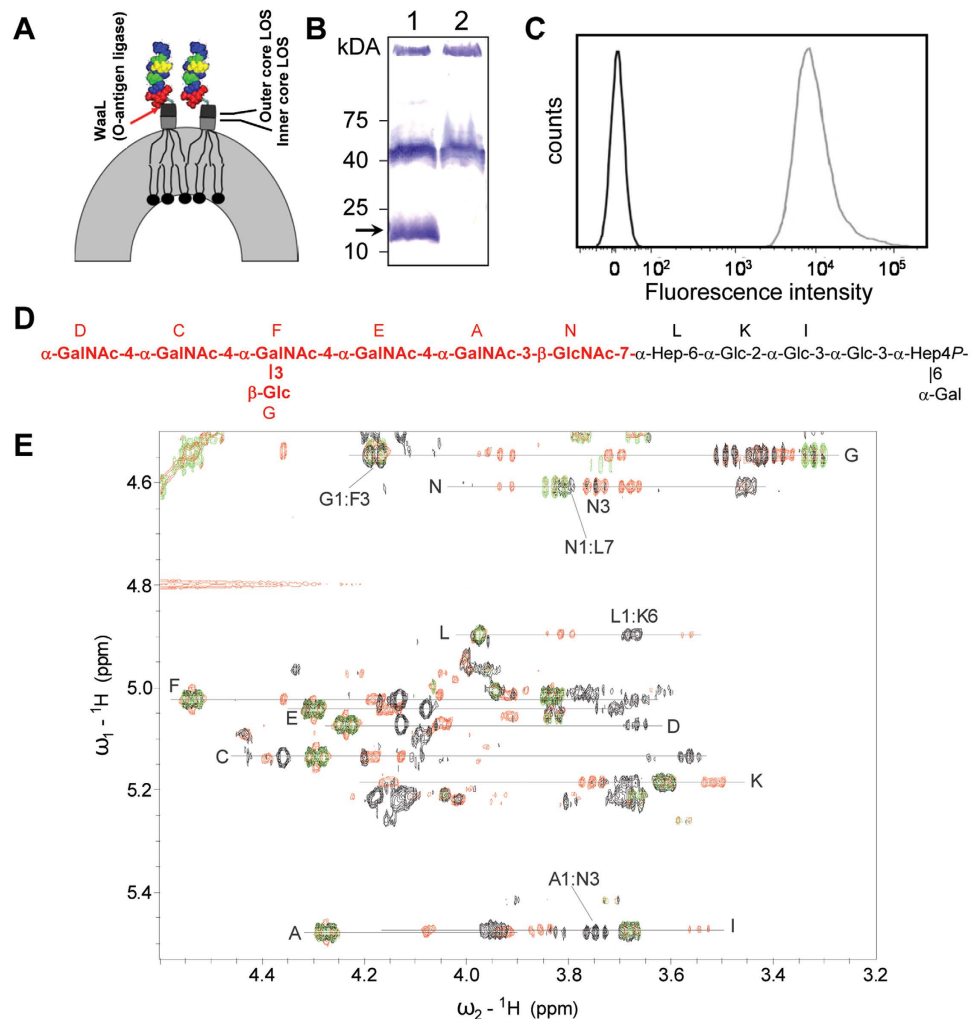 A
WaaL
(O-antigen ligase)
Outer core LOS
Inner core LOS
B
1 2
kDA
75
40
25
10
C
counts
0 10² 10³ 10⁴ 10⁵
Fluorescence intensity
D
D C F E A N L K I
α-GalNAc-4-α-GalNAc-4-α-GalNAc-4-α-GalNAc-4-α-GalNAc-3-β-GlcNAc-7-α-Hep-6-α-Glc-2-α-Glc-3-α-Glc-3-α-Hep4P-
|3 |6
β-Glc α-Gal
G
E
G
G1:F3
N
N3
N1:L7
L
L1:K6
F
E
D
C
K
A1:N3
A
I
4.6
4.8
5.0
5.2
5.4
ω₁ - ¹H (ppm)
4.4 4.2 4.0 3.8 3.6 3.4 3.2
ω₂ - ¹H (ppm)